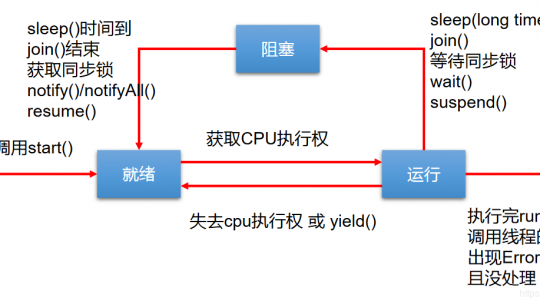 sleep()时间到
join()结束
获取同步锁
notify()/notifyAll()
resume()
阻塞
sleep(long time
join()
等待同步锁
wait()
suspend()
调用start()
获取CPU执行权
就绪
运行
失去cpu执行权 或 yield()
执行完run
调用线程的
出现Error
且没处理